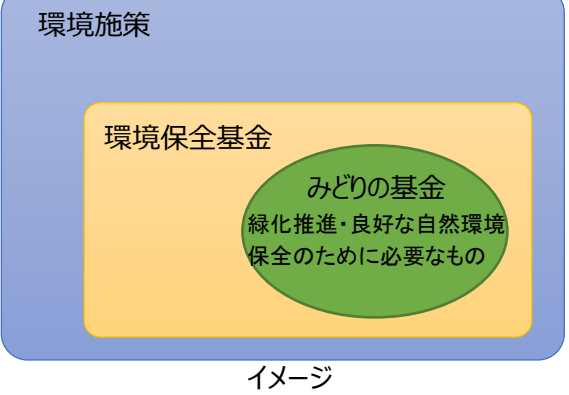 環境施策
環境保全基金
みどりの基金
緑化推進・良好な自然環境
保全のために必要なもの
イメージ